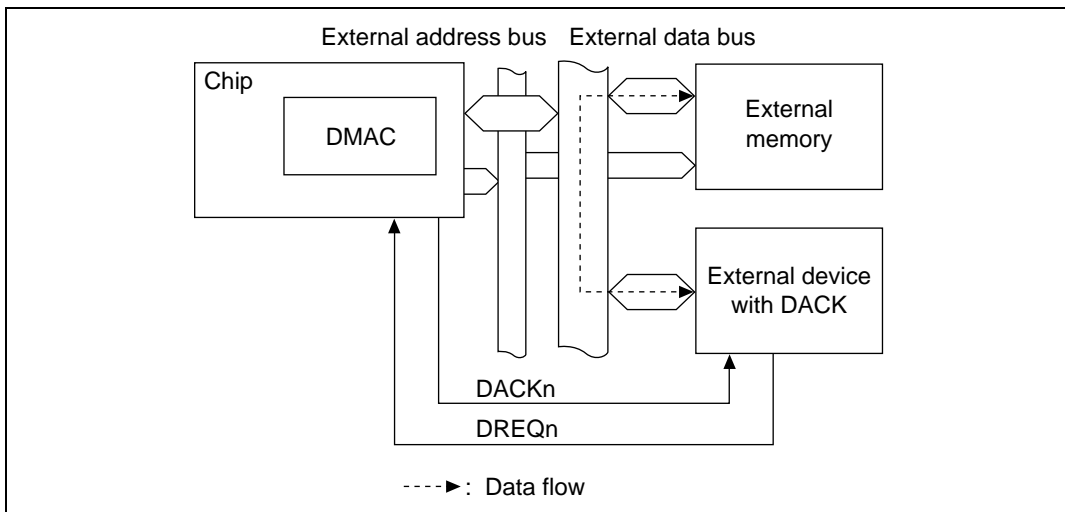 External address bus
External data bus
Chip
DMAC
External
memory
External device
with DACK
DACKn
DREQn
: Data flow